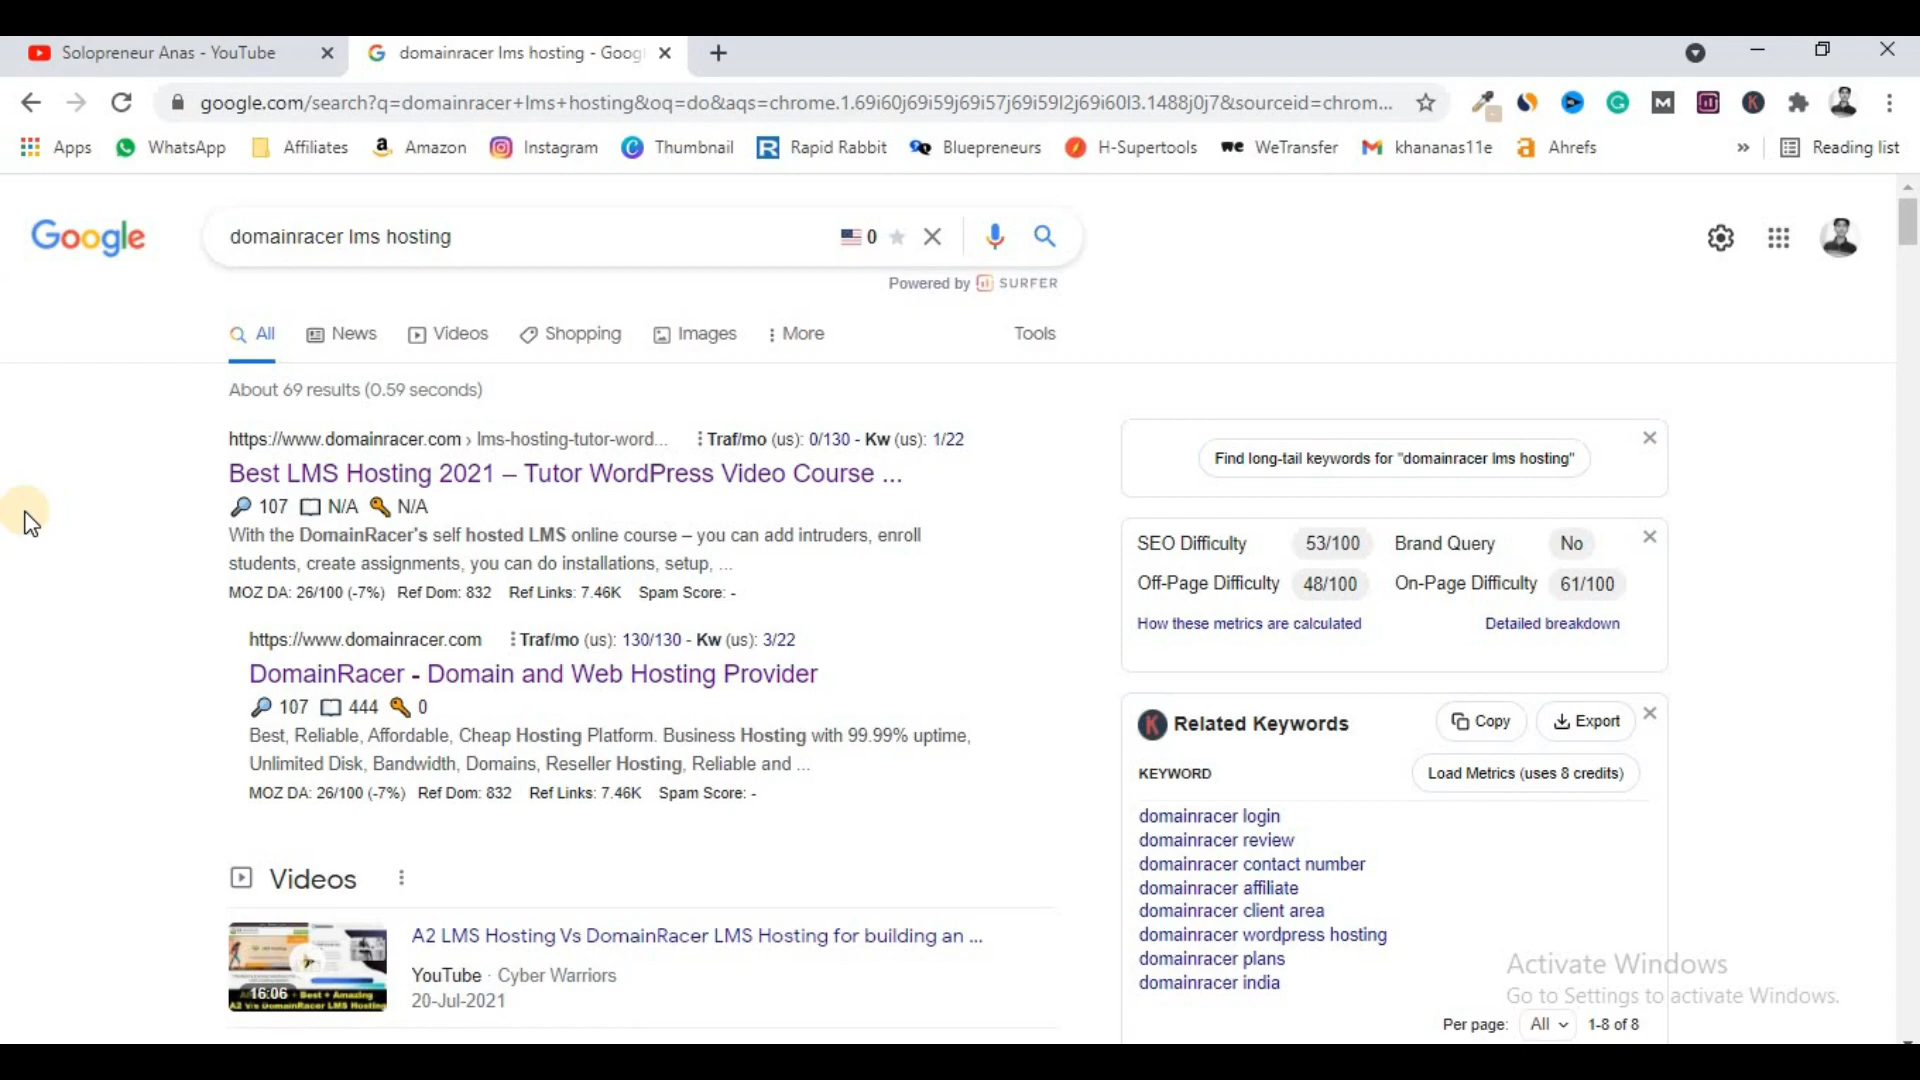 Solopreneur Anas - YouTube
domainracer lms hosting - Goog
google.com/search?q=domainracer+lms+hosting&oq=do&aqs=chrome.1.69i60j69i59j69i57j69i59l2j69i60l3.1488j0j7&sourceid=chrom...
Apps WhatsApp Affiliates Amazon Instagram Thumbnail Rapid Rabbit Bluepreneurs H-Supertools WeTransfer khananas11e Ahrefs » Reading list
Google
domainracer lms hosting
0
Powered by SURFER
All News Videos Shopping Images More Tools
About 69 results (0.59 seconds)
https://www.domainracer.com › lms-hosting-tutor-word... Traf/mo (us): 0/130 - Kw (us): 1/22
Best LMS Hosting 2021 – Tutor WordPress Video Course ...
107 N/A N/A
With the DomainRacer's self hosted LMS online course – you can add intruders, enroll
students, create assignments, you can do installations, setup, ...
MOZ DA: 26/100 (-7%) Ref Dom: 832 Ref Links: 7.46K Spam Score: -
https://www.domainracer.com Traf/mo (us): 130/130 - Kw (us): 3/22
DomainRacer - Domain and Web Hosting Provider
107 444 0
Best, Reliable, Affordable, Cheap Hosting Platform. Business Hosting with 99.99% uptime,
Unlimited Disk, Bandwidth, Domains, Reseller Hosting, Reliable and ...
MOZ DA: 26/100 (-7%) Ref Dom: 832 Ref Links: 7.46K Spam Score: -
Videos
16:06
Best + Amazing
A2 V/s DomainRacer LMS Hosting
A2 LMS Hosting Vs DomainRacer LMS Hosting for building an ...
YouTube · Cyber Warriors
20-Jul-2021
Find long-tail keywords for "domainracer lms hosting"
SEO Difficulty 53/100 Brand Query No
Off-Page Difficulty 48/100 On-Page Difficulty 61/100
How these metrics are calculated Detailed breakdown
K Related Keywords Copy Export
KEYWORD Load Metrics (uses 8 credits)
domainracer login
domainracer review
domainracer contact number
domainracer affiliate
domainracer client area
domainracer wordpress hosting
domainracer plans
domainracer india
Per page: All 1-8 of 8
Activate Windows
Go to Settings to activate Windows.